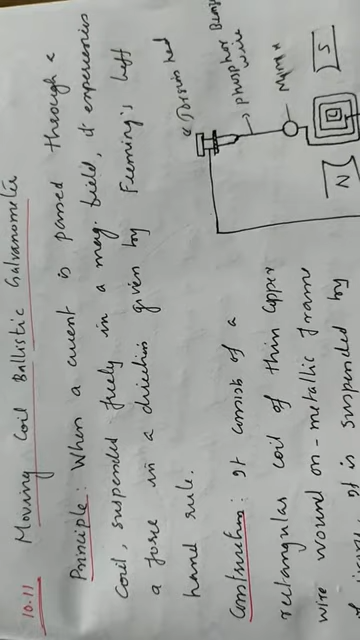 10.11 Moving Coil Ballistic Galvanometer
Principle: When a current is passed through a
Coil, suspended freely in a mag. field, it experiences
a force in a direction given by Fleming's left
hand rule.
Construction: It consists of a
rectangular coil of thin Copper
wire wound on-metallic frame
of is suspended by
Torsion head
Phosphor Bronze
wire
Mirror
N
S